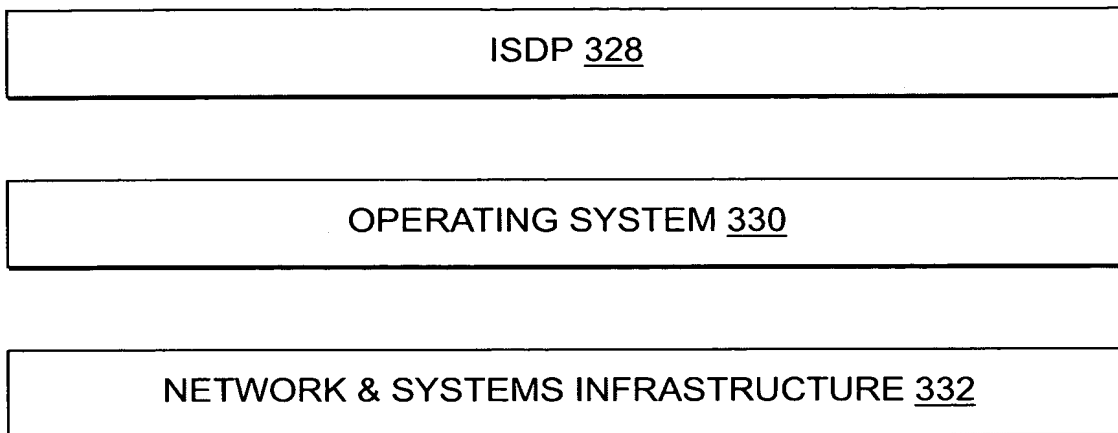 ISDP 328
OPERATING SYSTEM 330
NETWORK & SYSTEMS INFRASTRUCTURE 332